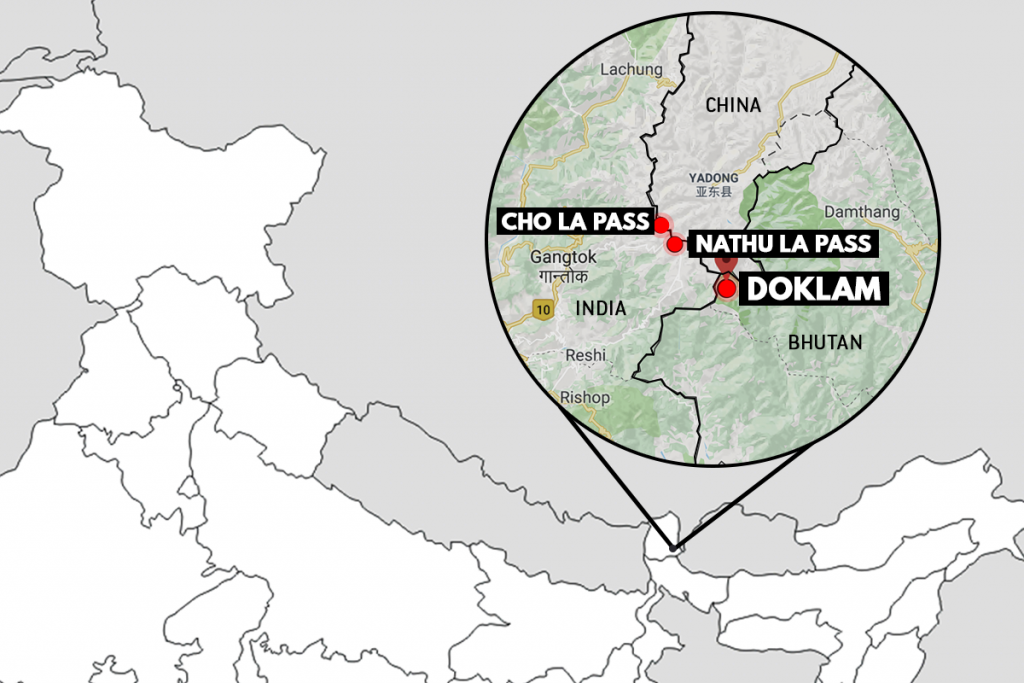 Lachung
CHINA
YADONG
亚东县
Damthang
CHO LA PASS
NATHU LA PASS
Gangtok
गान्ताक
DOKLAM
10
INDIA
BHUTAN
Reshi
Rishop